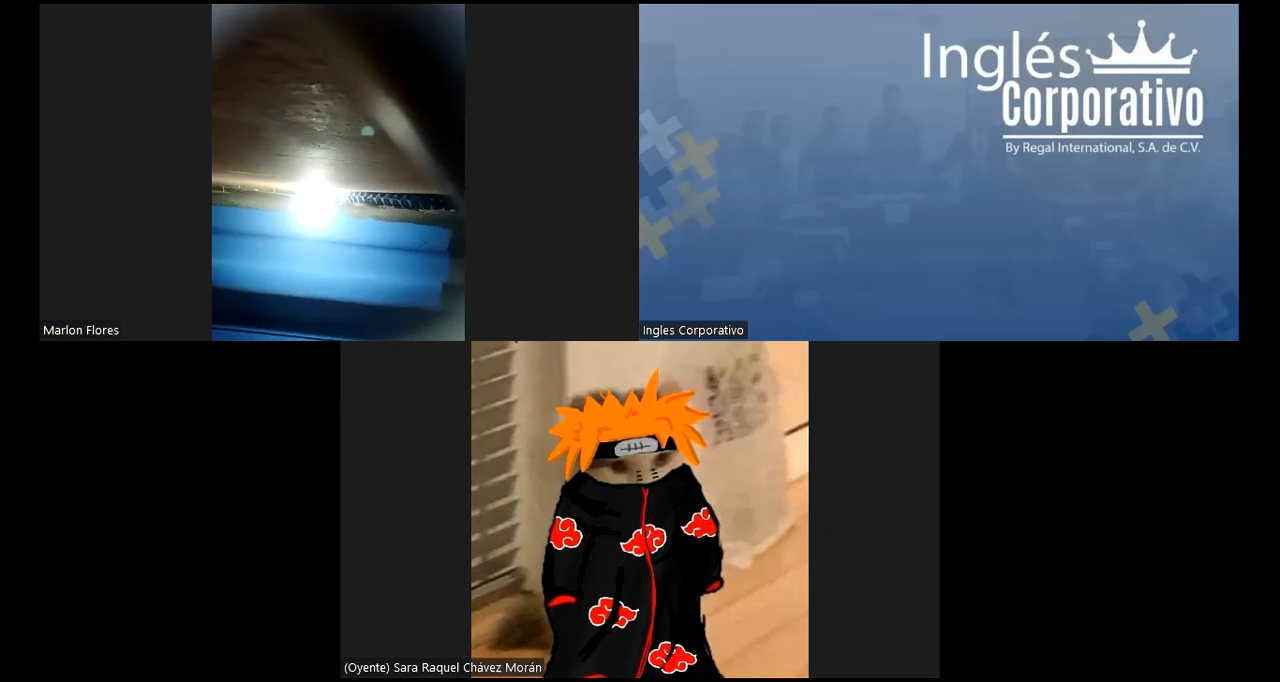 Inglés
Corporativo
By Regal International, S.A. de C.V.
Marlon Flores
Ingles Corporativo
(Oyente) Sara Raquel Chávez Morán